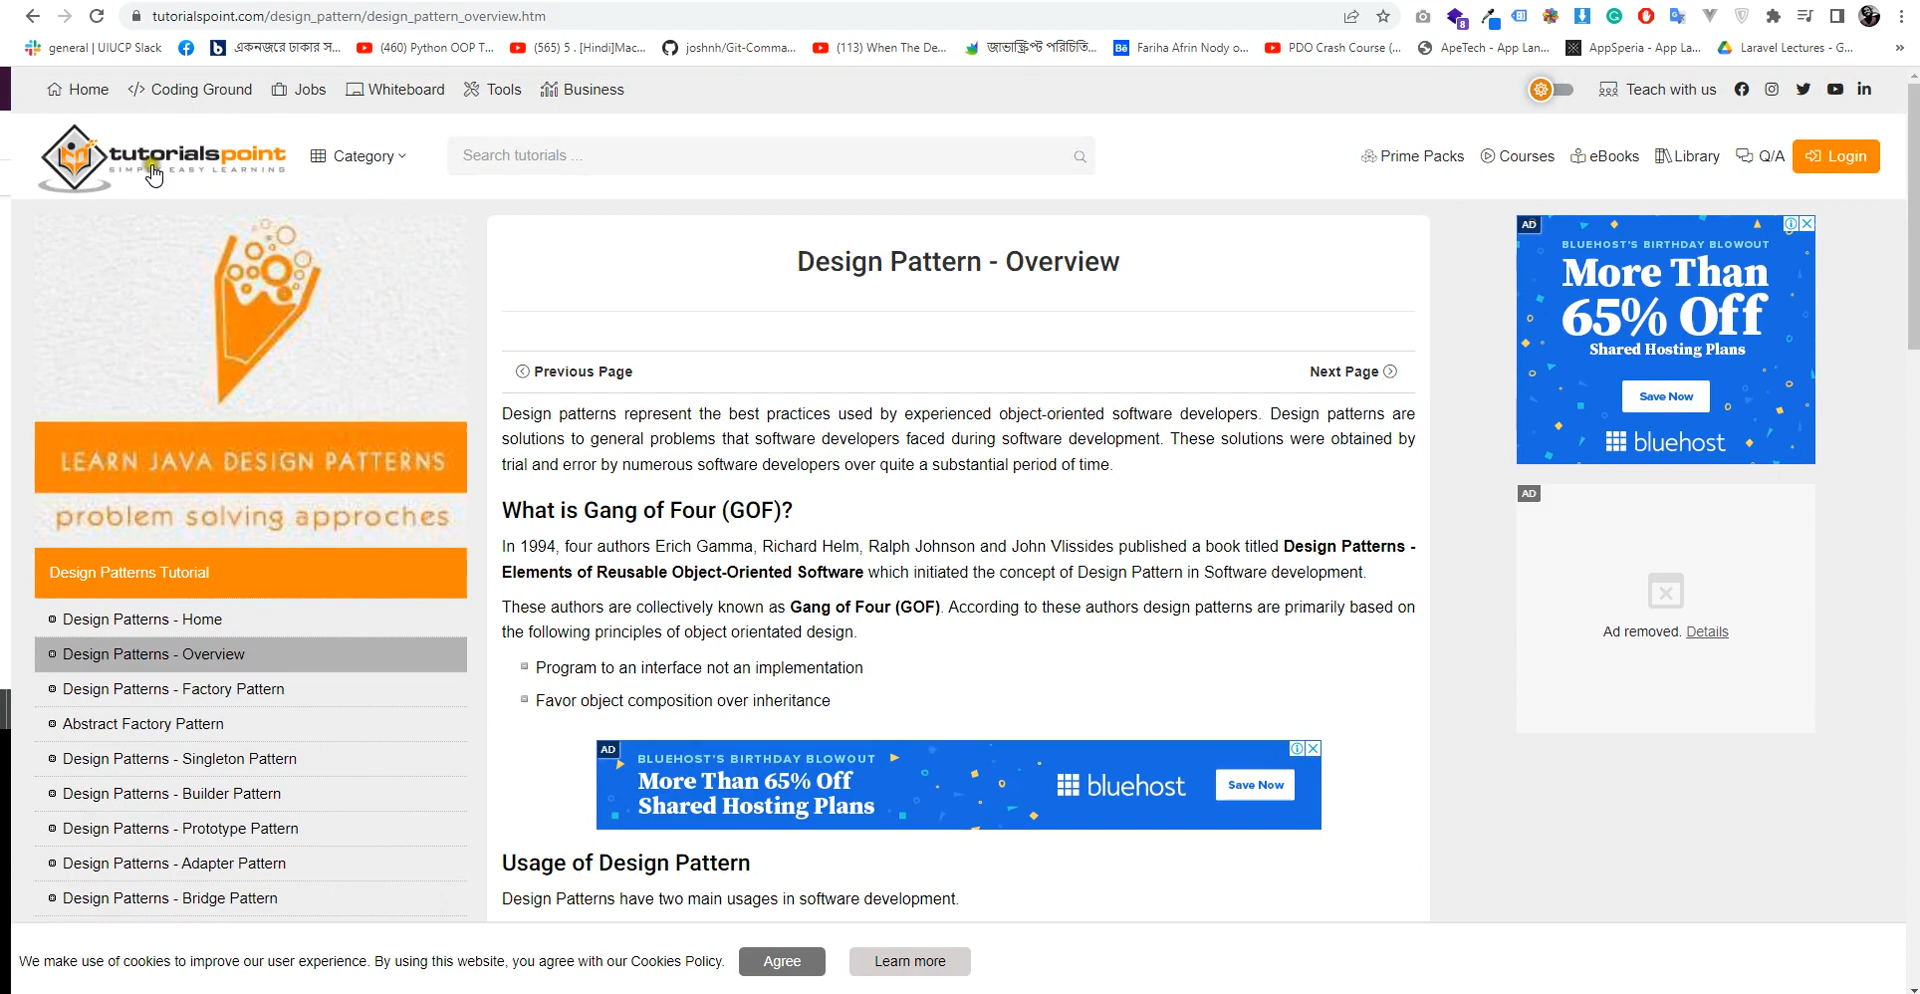 tutorialspoint.com/design_pattern/design_pattern_overview.htm
8
general | UIUCP Slack
একনজরে ঢাকার স...
(460) Python OOP T...
(565) 5 . [Hindi]Mac...
joshnh/Git-Comma...
(113) When The De...
জাভাস্ক্রিপ্ট পরিচিতি...
Bē
Fariha Afrin Nody o...
PDO Crash Course (...
ApeTech - App Lan...
AppSperia - App La...
Laravel Lectures - G...
»
Home
</> Coding Ground
Jobs
Whiteboard
Tools
Business
Teach with us
tutorialspoint
Category
Search tutorials ...
Prime Packs
Courses
eBooks
Library
Q/A
Login
LEARN JAVA DESIGN PATTERNS
problem solving approches
Design Patterns Tutorial
Design Patterns - Home
Design Patterns - Overview
Design Patterns - Factory Pattern
Abstract Factory Pattern
Design Patterns - Singleton Pattern
Design Patterns - Builder Pattern
Design Patterns - Prototype Pattern
Design Patterns - Adapter Pattern
Design Patterns - Bridge Pattern
Design Pattern - Overview
Previous Page
Next Page
Design patterns represent the best practices used by experienced object-oriented software developers. Design patterns are
solutions to general problems that software developers faced during software development. These solutions were obtained by
trial and error by numerous software developers over quite a substantial period of time.
What is Gang of Four (GOF)?
In 1994, four authors Erich Gamma, Richard Helm, Ralph Johnson and John Vlissides published a book titled Design Patterns -
Elements of Reusable Object-Oriented Software which initiated the concept of Design Pattern in Software development.
These authors are collectively known as Gang of Four (GOF). According to these authors design patterns are primarily based on
the following principles of object orientated design.
Program to an interface not an implementation
Favor object composition over inheritance
AD
BLUEHOST'S BIRTHDAY BLOWOUT
More Than 65% Off
Shared Hosting Plans
bluehost
Save Now
Usage of Design Pattern
Design Patterns have two main usages in software development.
AD
BLUEHOST'S BIRTHDAY BLOWOUT
More Than
65% Off
Shared Hosting Plans
Save Now
bluehost
AD
Ad removed. Details
We make use of cookies to improve our user experience. By using this website, you agree with our Cookies Policy.
Agree
Learn more